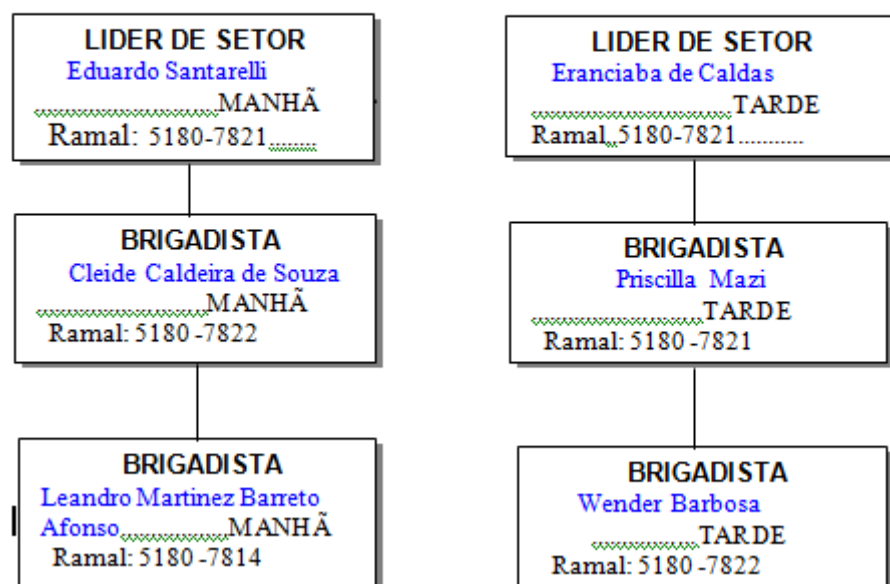 LIDER DE SETOR
Eduardo Santarelli
MANHÃ
Ramal: 5180-7821.........
BRIGADISTA
Cleide Caldeira de Souza
MANHÃ
Ramal: 5180 -7822
BRIGADISTA
Leandro Martinez Barreto
Afonso....................MANHÃ
Ramal: 5180 -7814
LIDER DE SETOR
Eranciaba de Caldas
TARDE
Ramal..5180-7821...........
BRIGADISTA
Priscilla Mazi
TARDE
Ramal: 5180 -7821
BRIGADISTA
Wender Barbosa
TARDE
Ramal: 5180 -7822